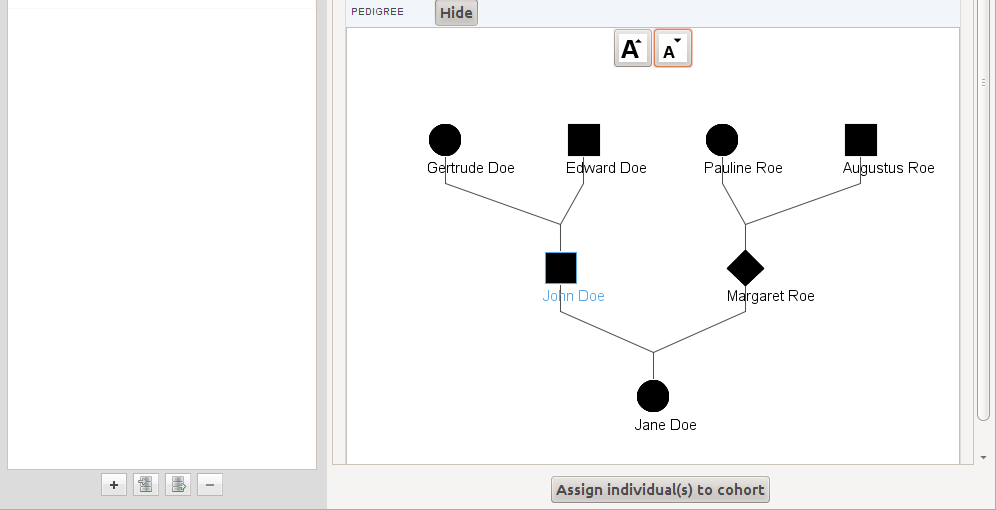 PEDIGREE Hide
A A
Gertrude Doe Edward Doe Pauline Roe Augustus Roe
John Doe Margaret Roe
Jane Doe
Assign individual(s) to cohort